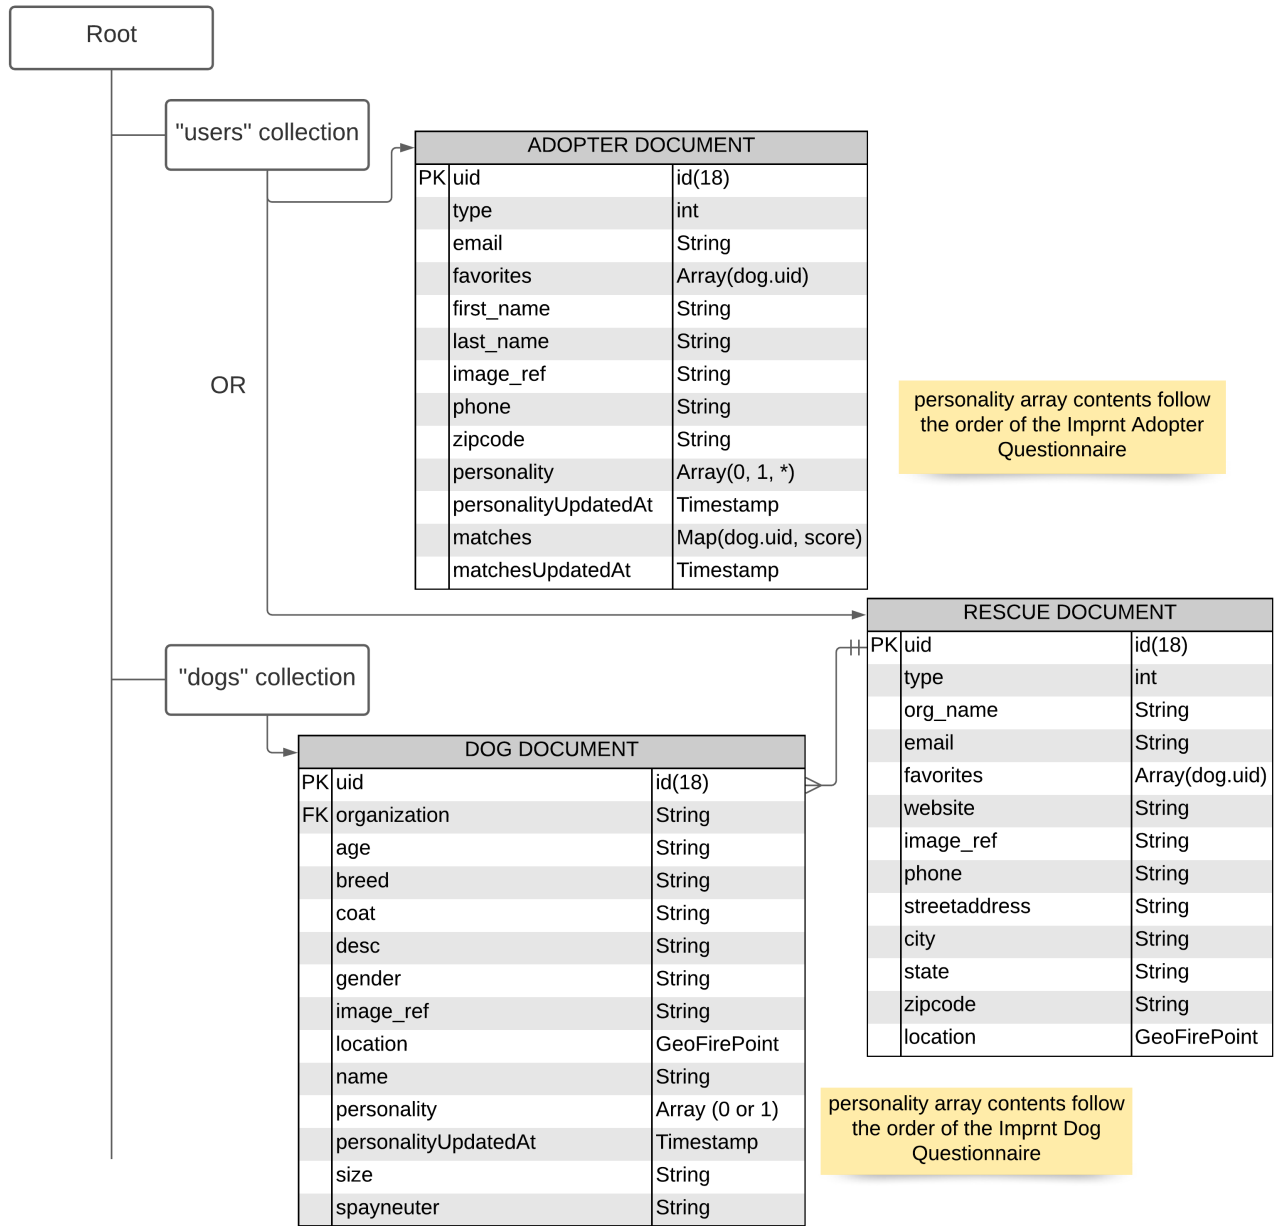 Root
"users" collection
ADOPTER DOCUMENT
PK uid id(18)
type int
email String
favorites Array(dog.uid)
first_name String
last_name String
image_ref String
phone String
zipcode String
personality Array(0, 1, *)
personalityUpdatedAt Timestamp
matches Map(dog.uid, score)
matchesUpdatedAt Timestamp
OR
personality array contents follow
the order of the Imprnt Adopter
Questionnaire
RESCUE DOCUMENT
PK uid id(18)
type int
org_name String
email String
favorites Array(dog.uid)
website String
image_ref String
phone String
streetaddress String
city String
state String
zipcode String
location GeoFirePoint
"dogs" collection
DOG DOCUMENT
PK uid id(18)
FK organization String
age String
breed String
coat String
desc String
gender String
image_ref String
location GeoFirePoint
name String
personality Array (0 or 1)
personalityUpdatedAt Timestamp
size String
spayneuter String
personality array contents follow
the order of the Imprnt Dog
Questionnaire